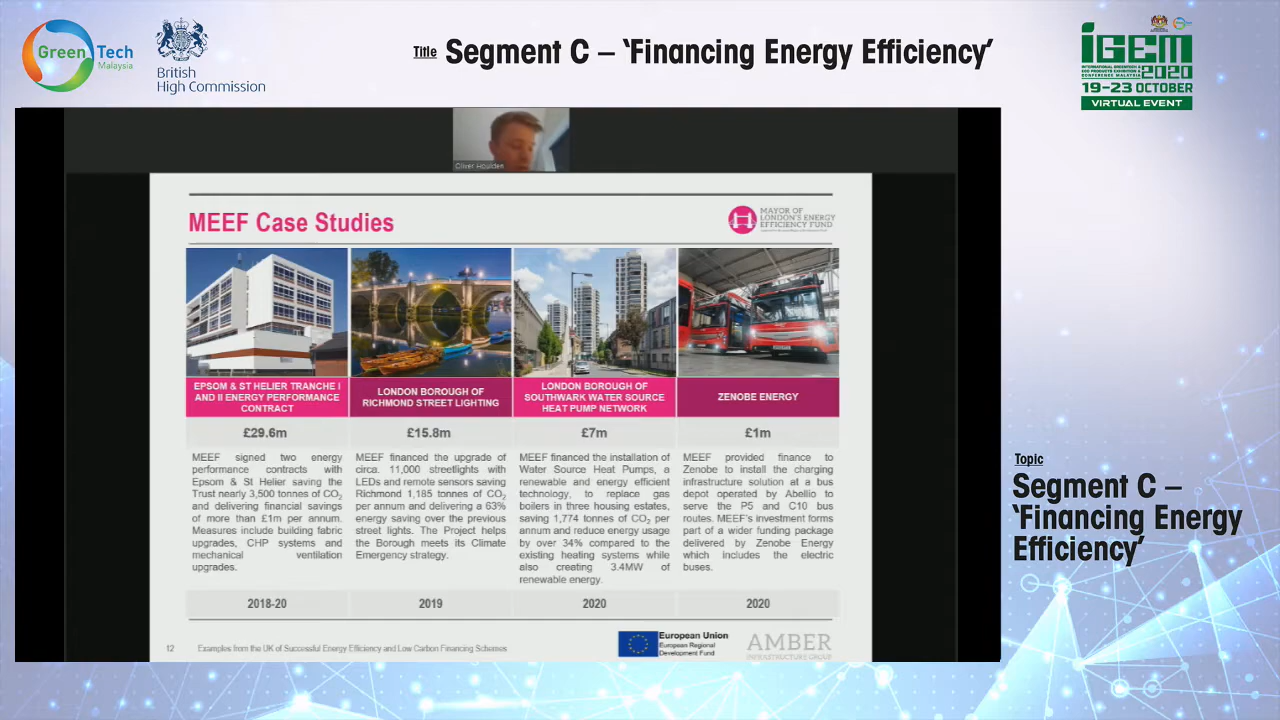 GreenTech
Malaysia
British
High Commission
Title Segment C – ‘Financing Energy Efficiency’
iGEM
INTERNATIONAL GREENTECH &
ECO PRODUCTS EXHIBITION &
CONFERENCE MALAYSIA
2020
19-23 OCTOBER
VIRTUAL EVENT
Oliver Houlden
MEEF Case Studies
MAYOR OF
LONDON'S ENERGY
EFFICIENCY FUND
EPSOM & ST HELIER TRANCHE I
AND II ENERGY PERFORMANCE
CONTRACT
£29.6m
MEEF signed two energy
performance contracts with
Epsom & St Helier saving the
Trust nearly 3,500 tonnes of CO2
and delivering financial savings
of more than £1m per annum.
Measures include building fabric
upgrades, CHP systems and
mechanical ventilation
upgrades.
2018-20
LONDON BOROUGH OF
RICHMOND STREET LIGHTING
£15.8m
MEEF financed the upgrade of
circa. 11,000 streetlights with
LEDs and remote sensors saving
Richmond 1,185 tonnes of CO2
per annum and delivering a 63%
energy saving over the previous
street lights. The Project helps
the Borough meets its Climate
Emergency strategy.
2019
LONDON BOROUGH OF
SOUTHWARK WATER SOURCE
HEAT PUMP NETWORK
£7m
MEEF financed the installation of
Water Source Heat Pumps, a
renewable and energy efficient
technology, to replace gas
boilers in three housing estates,
saving 1,774 tonnes of CO2 per
annum and reduce energy usage
by over 34% compared to the
existing heating systems while
also creating 3.4MW of
renewable energy.
2020
ZENOBE ENERGY
£1m
MEEF provided finance to
Zenobe to install the charging
infrastructure solution at a bus
depot operated by Abellio to
serve the P5 and C10 bus
routes. MEEF's investment forms
part of a wider funding package
delivered by Zenobe Energy
which includes the electric
buses.
2020
12 Examples from the UK of Successful Energy Efficiency and Low Carbon Financing Schemes
European Union
European Regional
Development Fund
AMBER
INFRASTRUCTURE GROUP
Topic
Segment C –
‘Financing Energy
Efficiency’